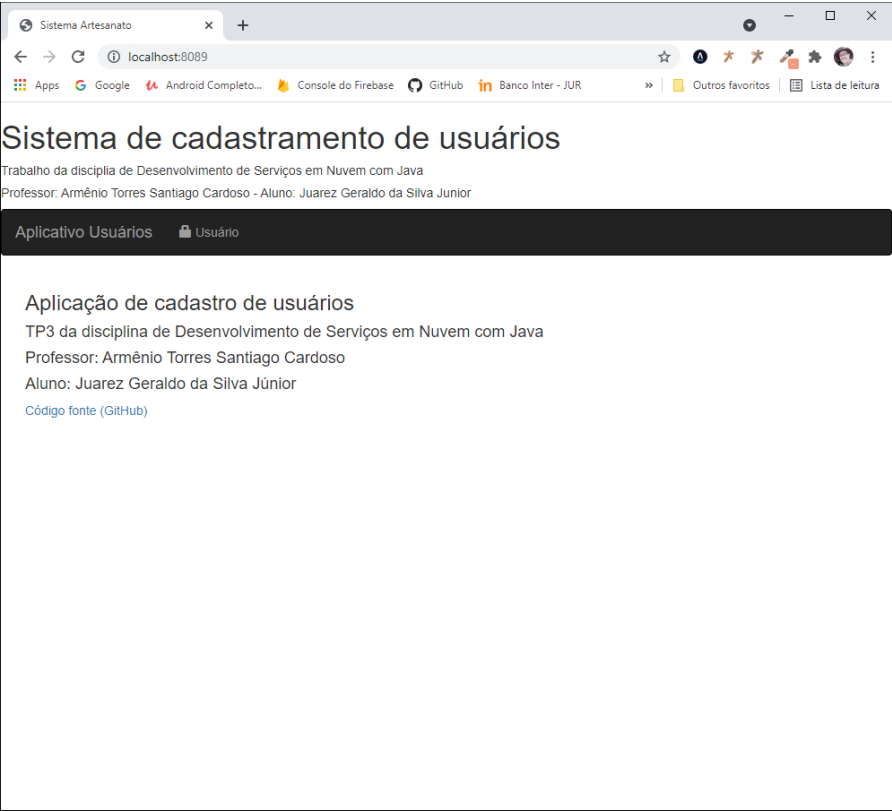 Sistema Artesanato
localhost:8089
Apps Google Android Completo... Console do Firebase GitHub Banco Inter - JUR » Outros favoritos Lista de leitura
Sistema de cadastramento de usuários
Trabalho da disciplia de Desenvolvimento de Serviços em Nuvem com Java
Professor: Armênio Torres Santiago Cardoso - Aluno: Juarez Geraldo da Silva Junior
Aplicativo Usuários Usuário
Aplicação de cadastro de usuários
TP3 da disciplina de Desenvolvimento de Serviços em Nuvem com Java
Professor: Armênio Torres Santiago Cardoso
Aluno: Juarez Geraldo da Silva Júnior
Código fonte (GitHub)